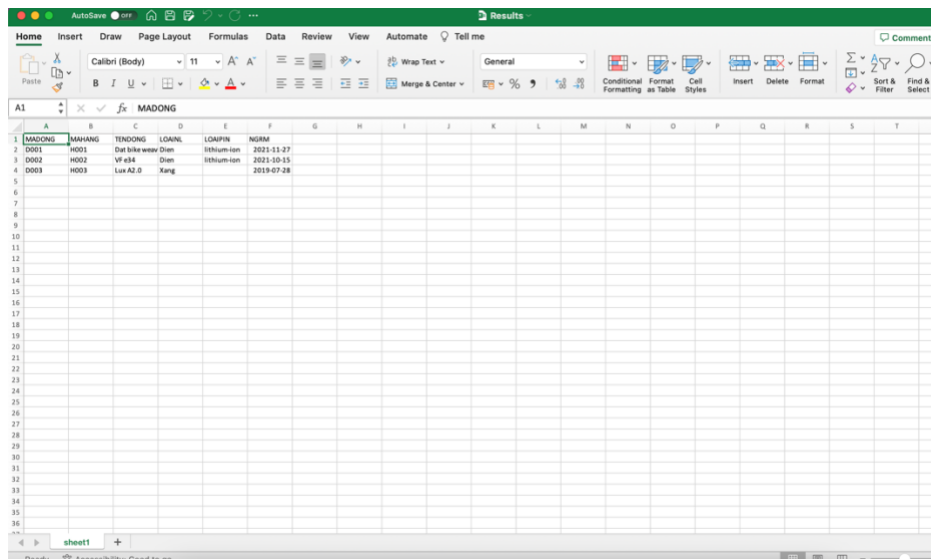 AutoSave OFF ... Results
Home Insert Draw Page Layout Formulas Data Review View Automate Tell me Comment
Paste Calibri (Body) 11 A^ A˅ Wrap Text General
B I U A Merge & Center % 9 Conditional Formatting Format as Table Cell Styles Insert Delete Format Sort & Filter Find & Select
A1 fx MADONG
A B C D E F G H I J K L M N O P Q R S T
1 MADONG MAHANG TENDONG LOAINL LOAIPIN NGRM
2 D001 H001 Dat bike weav Dien lithium-ion 2021-11-27
3 D002 H002 VF e34 Dien lithium-ion 2021-10-15
4 D003 H003 Lux A2.0 Xang 2019-07-28
5
6
7
8
9
10
11
12
13
14
15
16
17
18
19
20
21
22
23
24
25
26
27
28
29
30
31
32
33
34
35
36
sheet1 +